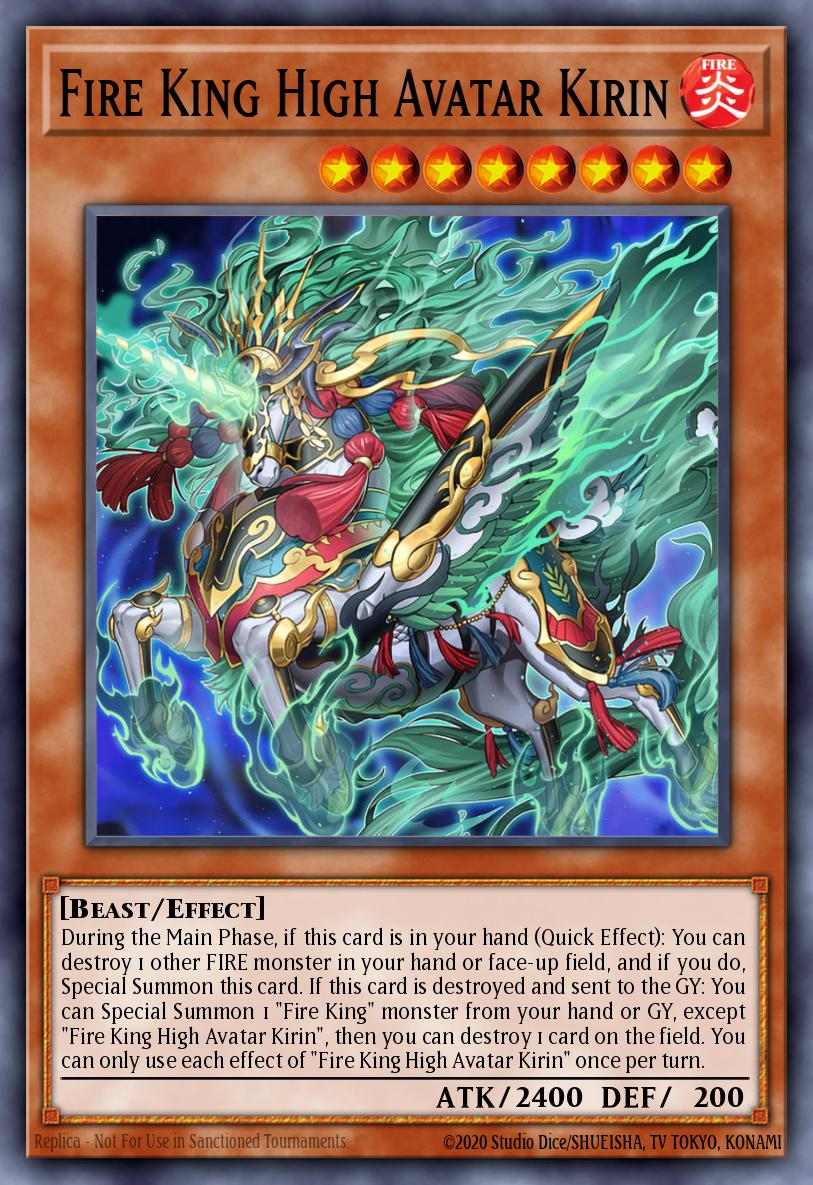 FIRE KING HIGH AVATAR KIRIN
FIRE
炎
[BEAST/EFFECT]
During the Main Phase, if this card is in your hand (Quick Effect): You can
destroy 1 other FIRE monster in your hand or face-up field, and if you do,
Special Summon this card. If this card is destroyed and sent to the GY: You
can Special Summon 1 "Fire King" monster from your hand or GY, except
"Fire King High Avatar Kirin", then you can destroy 1 card on the field. You
can only use each effect of "Fire King High Avatar Kirin" once per turn.
ATK/2400 DEF/ 200
Replica - Not For Use in Sanctioned Tournaments.
©2020 Studio Dice/SHUEISHA, TV TOKYO, KONAMI